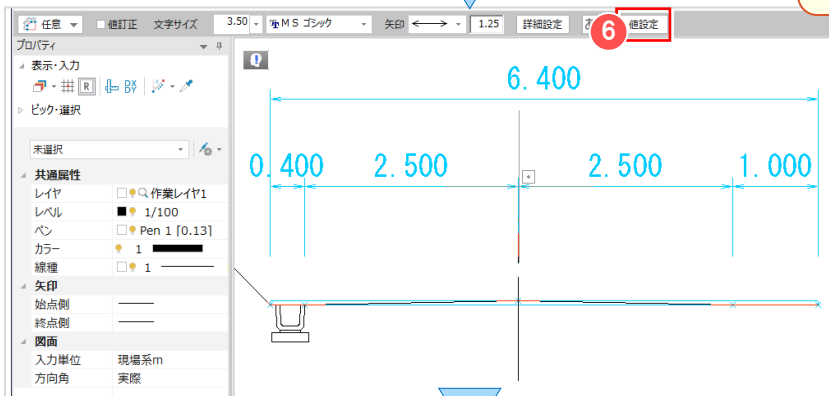 任意 値訂正 文字サイズ 3.50 MS ゴシック 矢印 1.25 詳細設定 あ 6 値設定
プロパティ
表示・入力
R DX DY
ピック・選択
未選択
共通属性
レイヤ 作業レイヤ1
レベル 1/100
ペン Pen 1 [0.13]
カラー 1
線種 1
矢印
始点側
終点側
図面
入力単位 現場系m
方向角 実際
6.400
0.400 2.500 2.500 1.000